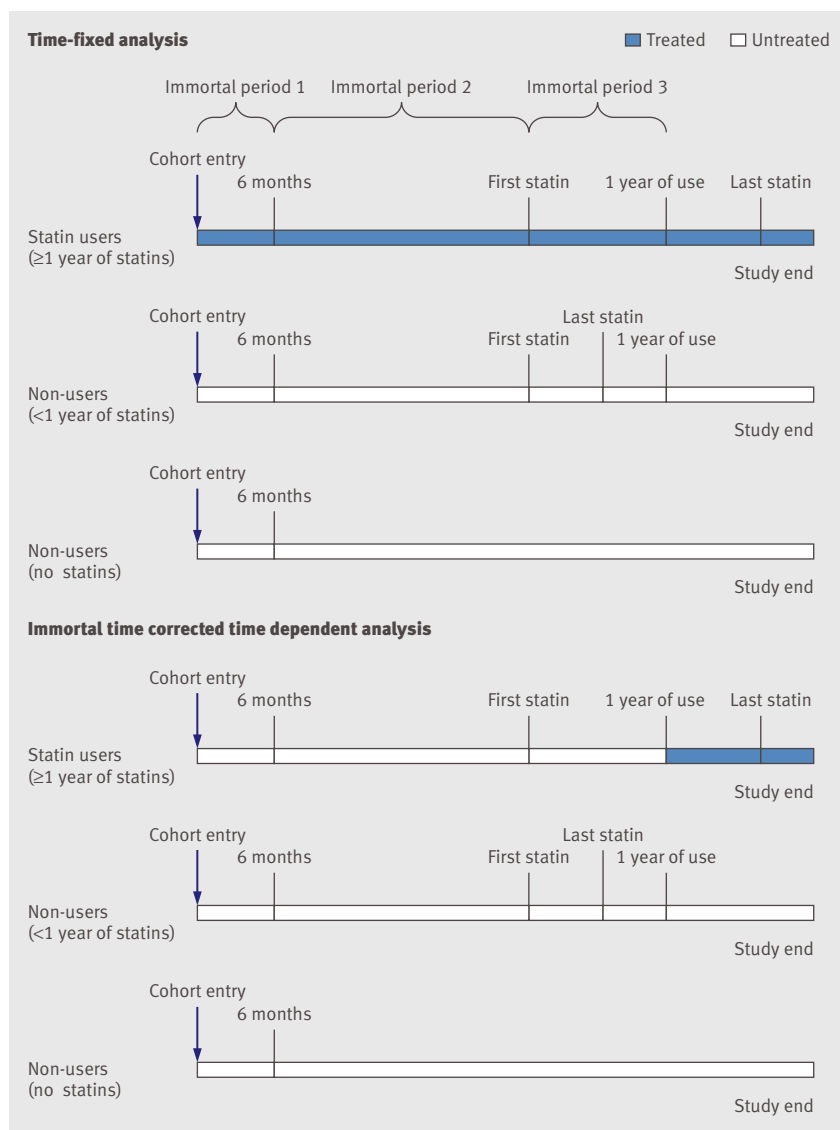 Time-fixed analysis
Treated Untreated
Immortal period 1 Immortal period 2 Immortal period 3
Cohort entry
6 months First statin 1 year of use Last statin
Statin users
(≥1 year of statins)
Study end
Cohort entry
Last statin
6 months First statin 1 year of use
Non-users
(<1 year of statins)
Study end
Cohort entry
6 months
Non-users
(no statins)
Study end
Immortal time corrected time dependent analysis
Cohort entry
6 months First statin 1 year of use Last statin
Statin users
(≥1 year of statins)
Study end
Cohort entry
Last statin
6 months First statin 1 year of use
Non-users
(<1 year of statins)
Study end
Cohort entry
6 months
Non-users
(no statins)
Study end